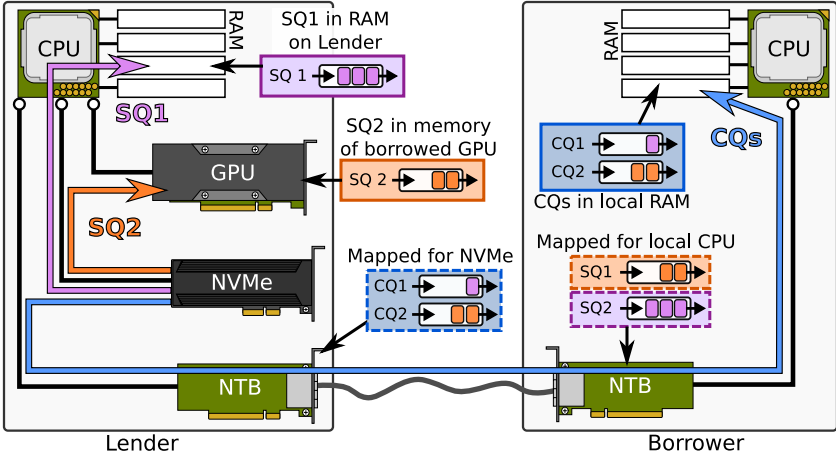 CPU
RAM
SQ1 in RAM
on Lender
SQ 1
SQ1
SQ2 in memory
of borrowed GPU
SQ 2
GPU
SQ2
NVMe
Mapped for NVMe
CQ1
CQ2
NTB
Lender
RAM
CPU
CQs
CQ1
CQ2
CQs in local RAM
Mapped for local CPU
SQ1
SQ2
NTB
Borrower